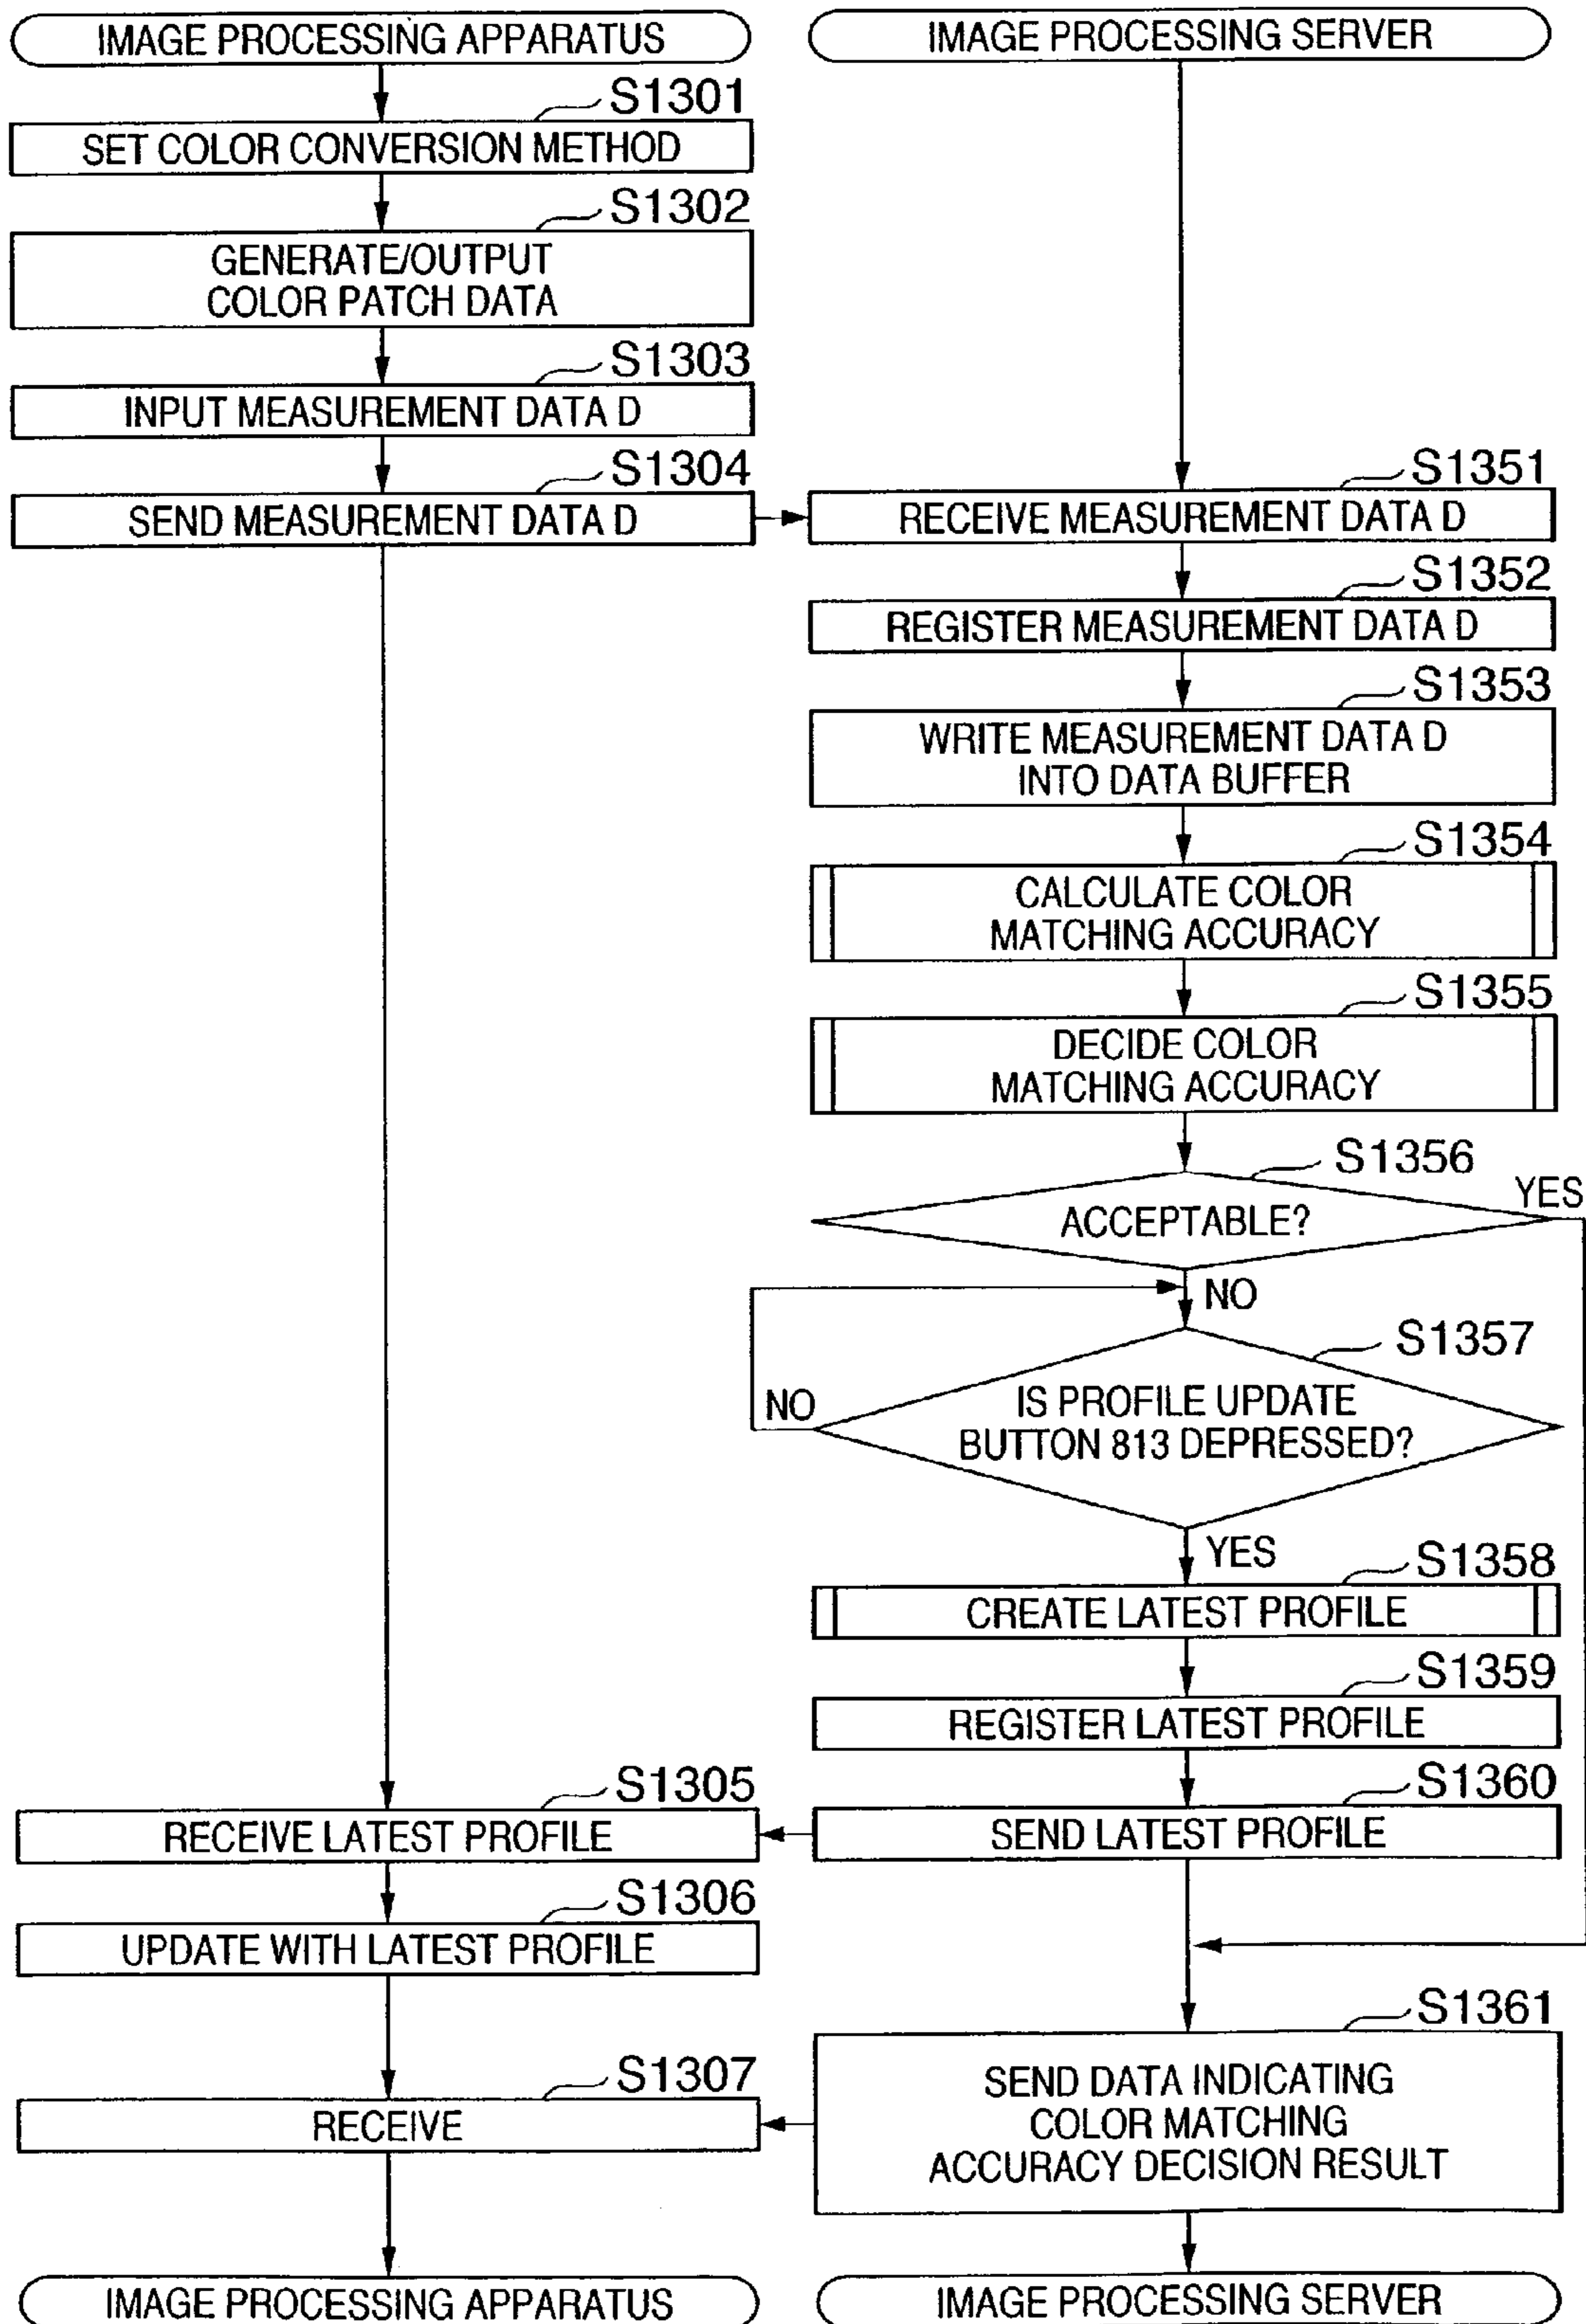 IMAGE PROCESSING APPARATUS
S1301
SET COLOR CONVERSION METHOD
S1302
GENERATE/OUTPUT
COLOR PATCH DATA
S1303
INPUT MEASUREMENT DATA D
S1304
SEND MEASUREMENT DATA D
S1305
RECEIVE LATEST PROFILE
S1306
UPDATE WITH LATEST PROFILE
S1307
RECEIVE
IMAGE PROCESSING APPARATUS
IMAGE PROCESSING SERVER
S1351
RECEIVE MEASUREMENT DATA D
S1352
REGISTER MEASUREMENT DATA D
S1353
WRITE MEASUREMENT DATA D
INTO DATA BUFFER
S1354
CALCULATE COLOR
MATCHING ACCURACY
S1355
DECIDE COLOR
MATCHING ACCURACY
S1356
YES
ACCEPTABLE?
NO
S1357
NO
IS PROFILE UPDATE
BUTTON 813 DEPRESSED?
YES
S1358
CREATE LATEST PROFILE
S1359
REGISTER LATEST PROFILE
S1360
SEND LATEST PROFILE
S1361
SEND DATA INDICATING
COLOR MATCHING
ACCURACY DECISION RESULT
IMAGE PROCESSING SERVER